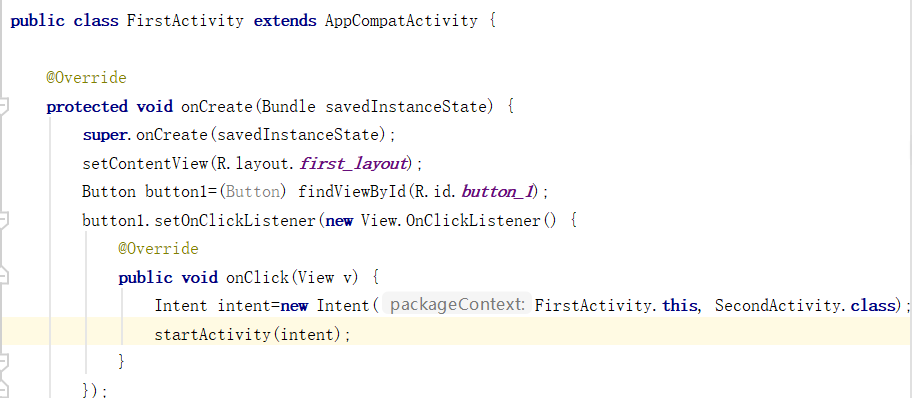 public class FirstActivity extends AppCompatActivity {
@Override
protected void onCreate(Bundle savedInstanceState) {
super.onCreate(savedInstanceState);
setContentView(R.layout.first_layout);
Button button1=(Button) findViewById(R.id.button_1);
button1.setOnClickListener(new View.OnClickListener() {
@Override
public void onClick(View v) {
Intent intent=new Intent( packageContext: FirstActivity.this, SecondActivity.class);
startActivity(intent);
}
});